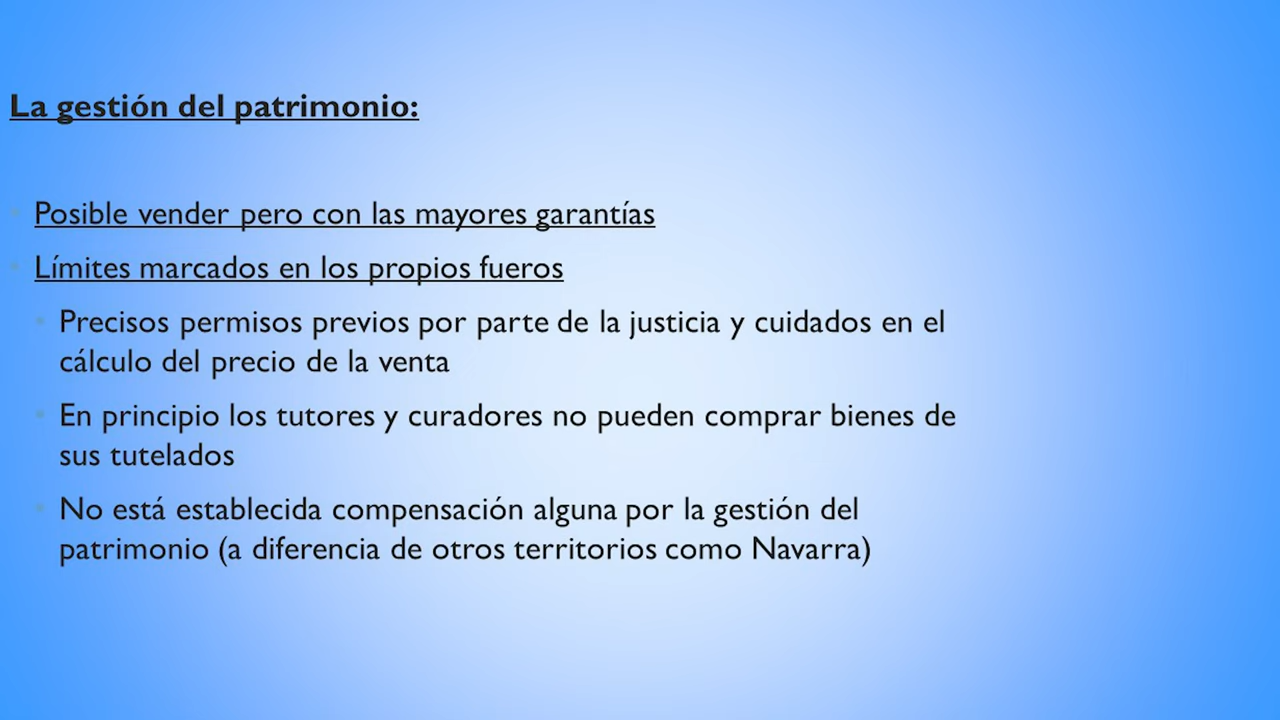 La gestión del patrimonio:
Posible vender pero con las mayores garantías
Límites marcados en los propios fueros
Precisos permisos previos por parte de la justicia y cuidados en el
cálculo del precio de la venta
En principio los tutores y curadores no pueden comprar bienes de
sus tutelados
No está establecida compensación alguna por la gestión del
patrimonio (a diferencia de otros territorios como Navarra)